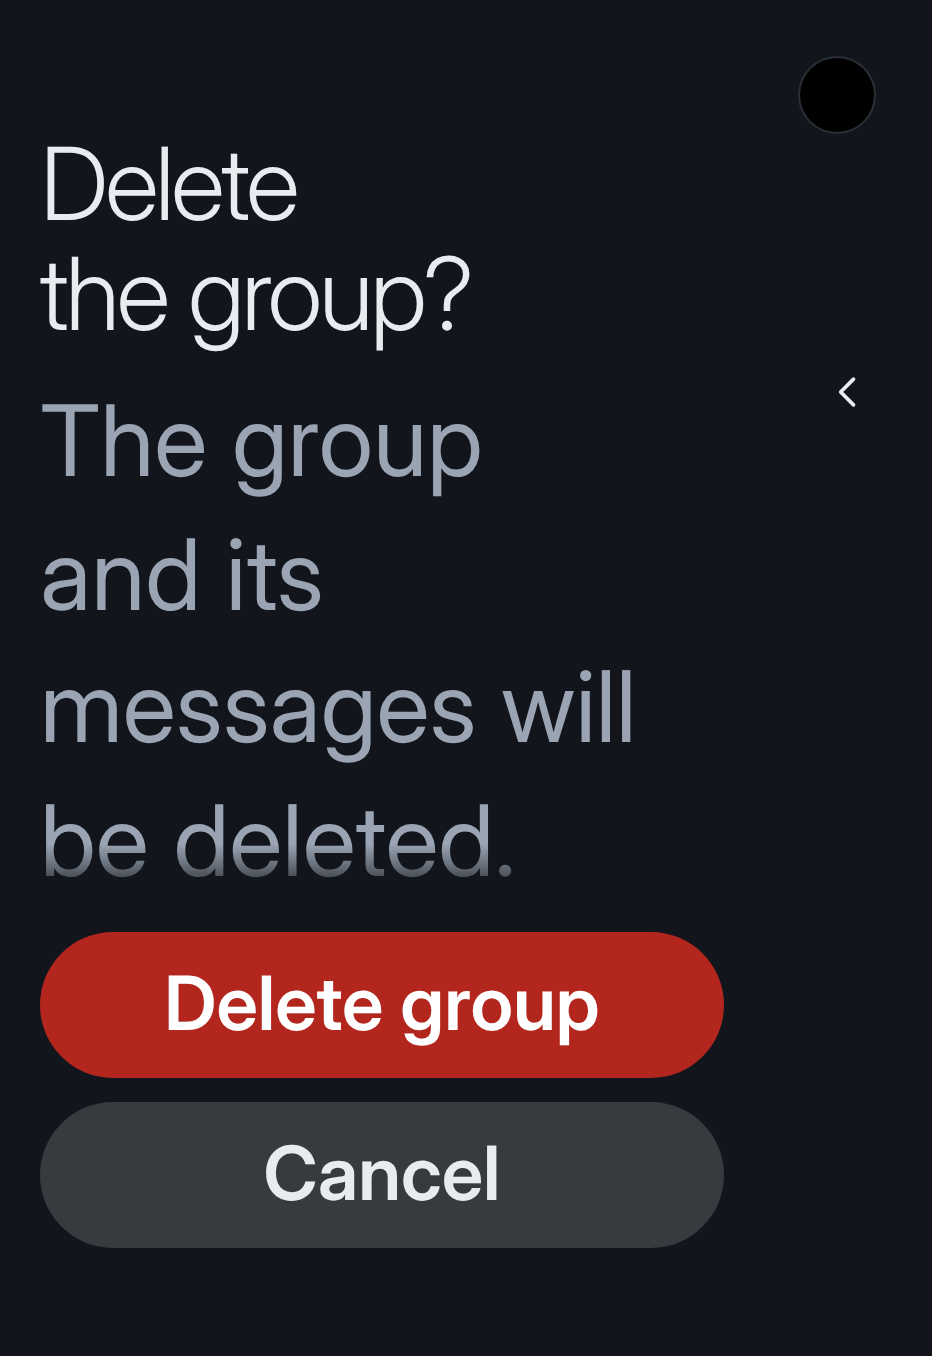 Delete
the group?
The group
and its
messages will
be deleted.
Delete group
Cancel